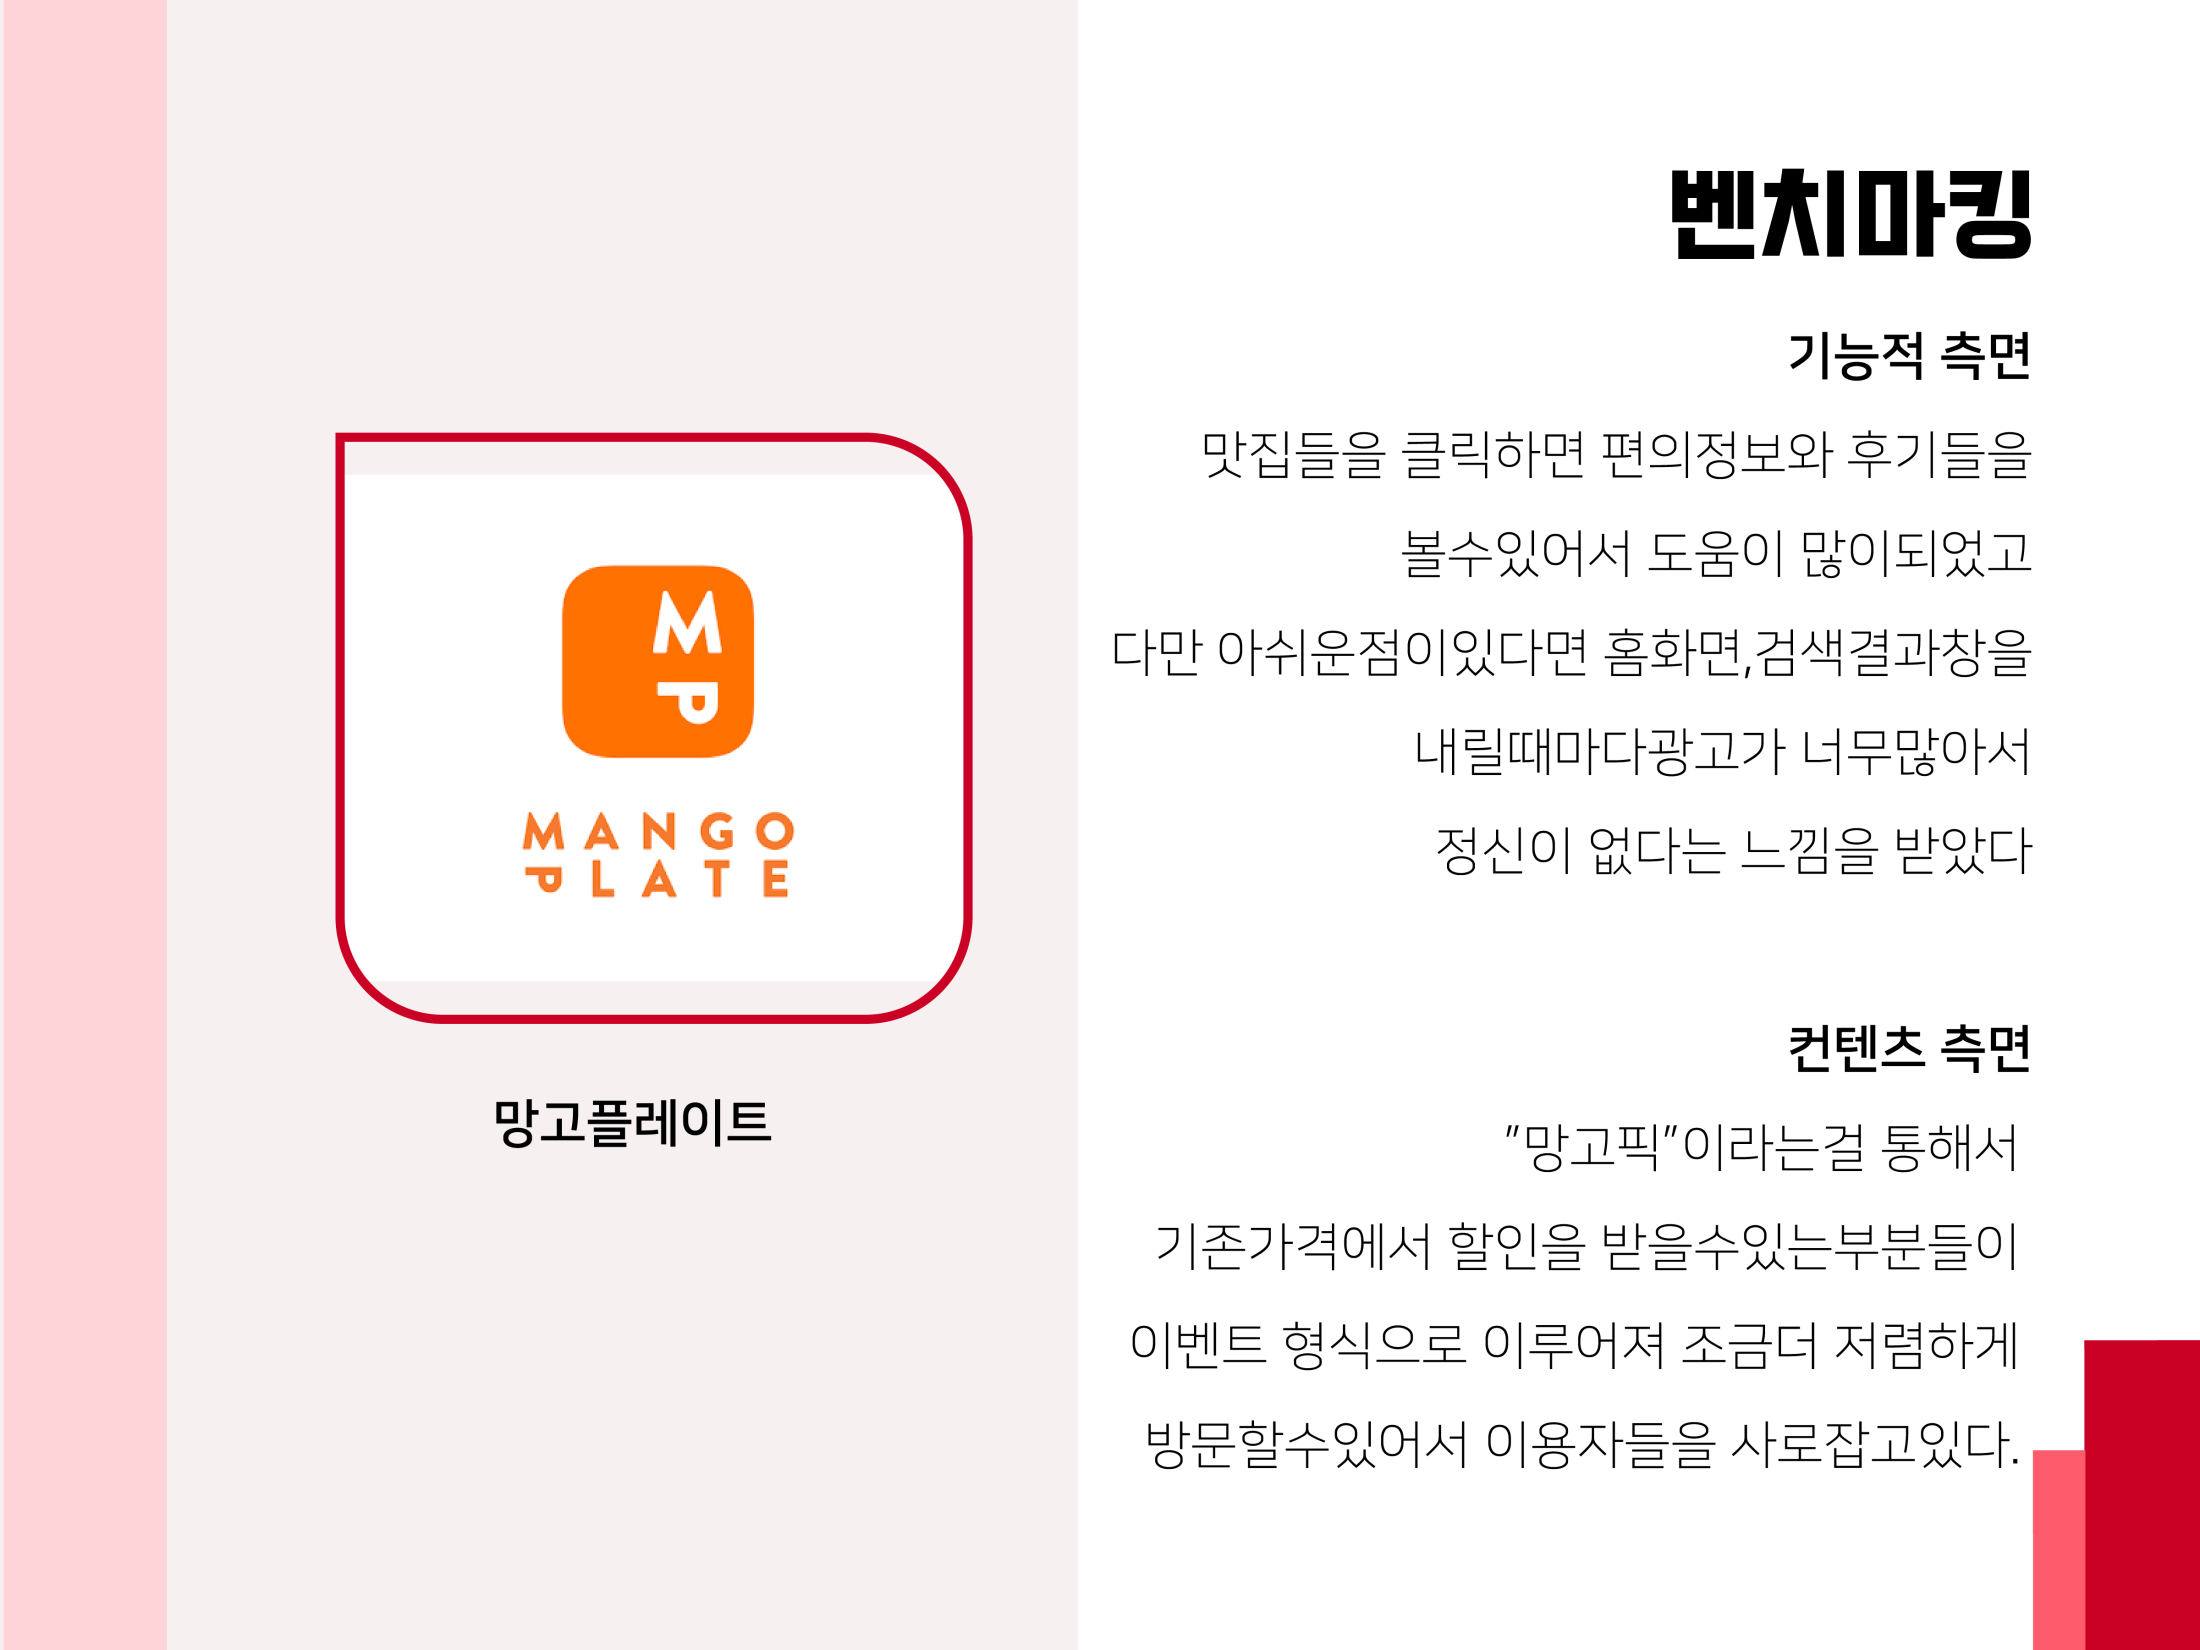 벤치마킹
기능적 측면
맛집들을 클릭하면 편의정보와 후기들을
볼수있어서 도움이 많이되었고
다만 아쉬운점이있다면 홈화면,검색결과창을
내릴때마다광고가 너무많아서
정신이 없다는 느낌을 받았다
컨텐츠 측면
"망고픽"이라는걸 통해서
기존가격에서 할인을 받을수있는부분들이
이벤트 형식으로 이루어져 조금더 저렴하게
방문할수있어서 이용자들을 사로잡고있다.
M
P
MANGO
PLATE
망고플레이트